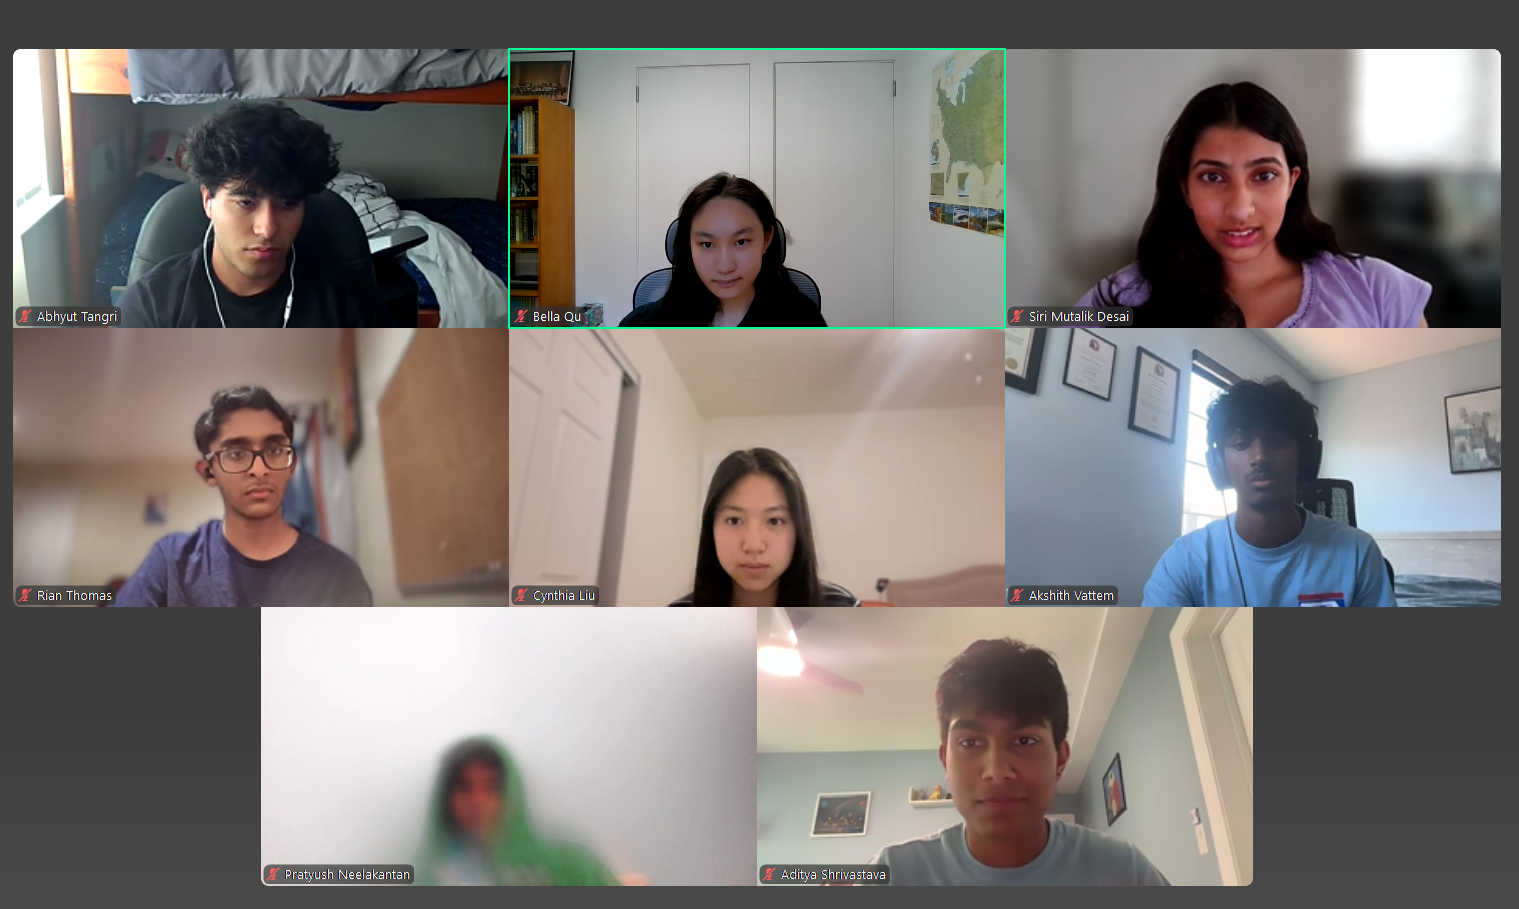 Abhyut Tangri
Bella Qu
Siri Mutalik Desai
Rian Thomas
Cynthia Liu
Akshith Vattem
Pratyush Neelakantan
Aditya Shrivastava